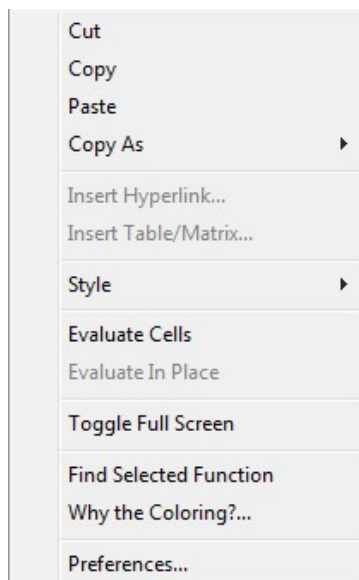 Cut
Copy
Paste
Copy As
Insert Hyperlink...
Insert Table/Matrix...
Style
Evaluate Cells
Evaluate In Place
Toggle Full Screen
Find Selected Function
Why the Coloring?...
Preferences...